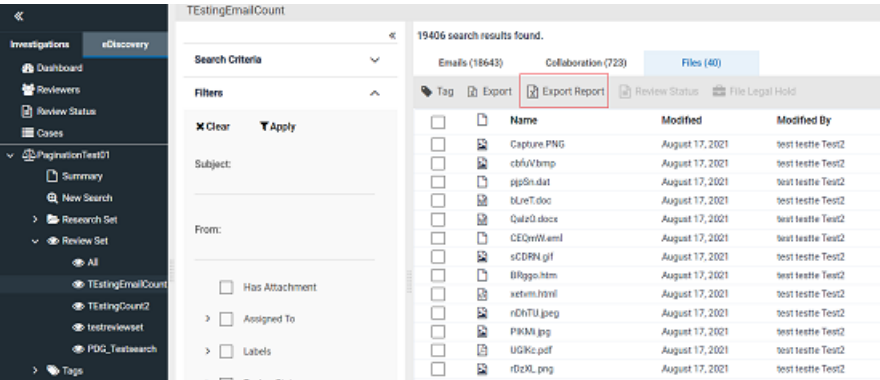 TEstingEmailCount
Investigations
eDiscovery
Dashboard
Reviewers
Review Status
Cases
PaginationTest01
Summary
New Search
Research Set
Review Set
All
TEstingEmailCount
TEstingCount2
testreviewset
PDG_Testsearch
Tags
Search Criteria
Filters
Clear
Apply
Subject:
From:
Has Attachment
Assigned To
Labels
19406 search results found.
Emails (18643)
Collaboration (723)
Files (40)
Tag
Export
Export Report
Review Status
File Legal Hold
Name Modified Modified By
Capture.PNG August 17, 2021 test testte Test2
cbfuV.bmp August 17, 2021 test testte Test2
pjpSn.dat August 17, 2021 test testte Test2
bLreT.doc August 17, 2021 test testte Test2
August 17, 2021 test testte Test2
CEQmW.eml August 17, 2021 test testte Test2
sCDRN.gif August 17, 2021 test testte Test2
BRggo.htm August 17, 2021 test testte Test2
xetvm.html August 17, 2021 test testte Test2
nDhTU.jpeg August 17, 2021 test testte Test2
August 17, 2021 test testte Test2
August 17, 2021 test testte Test2
rDzXL.png August 17, 2021 test testte Test2